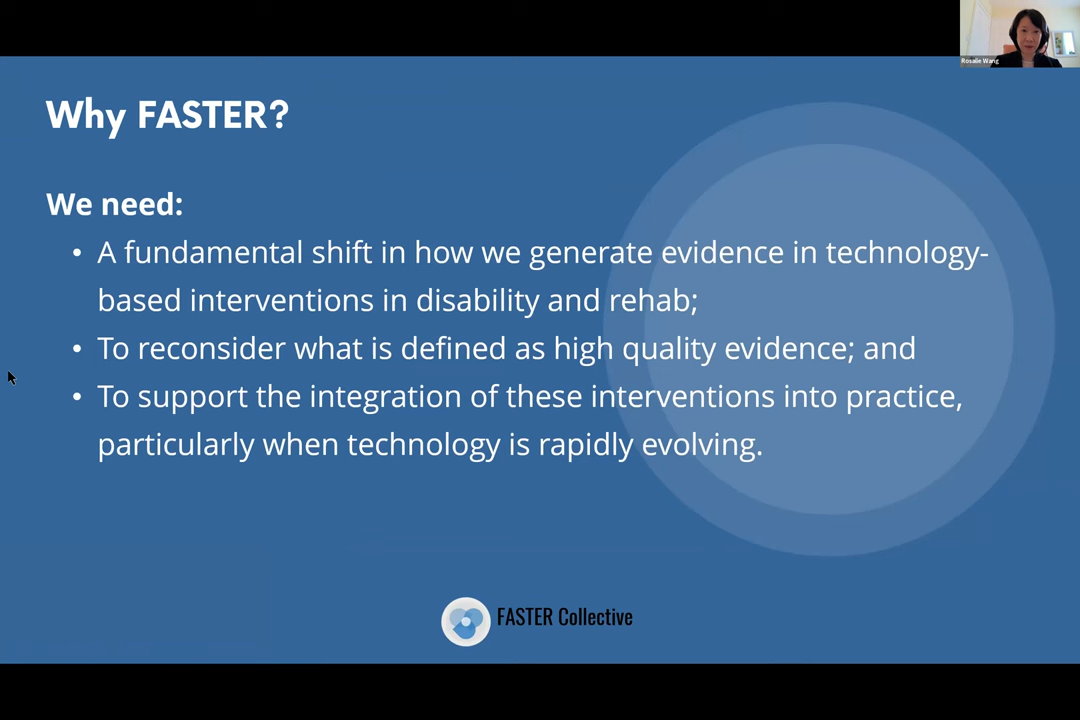 Rosalie Wang
Why FASTER?
We need:
• A fundamental shift in how we generate evidence in technology-
based interventions in disability and rehab;
• To reconsider what is defined as high quality evidence; and
• To support the integration of these interventions into practice,
particularly when technology is rapidly evolving.
FASTER Collective